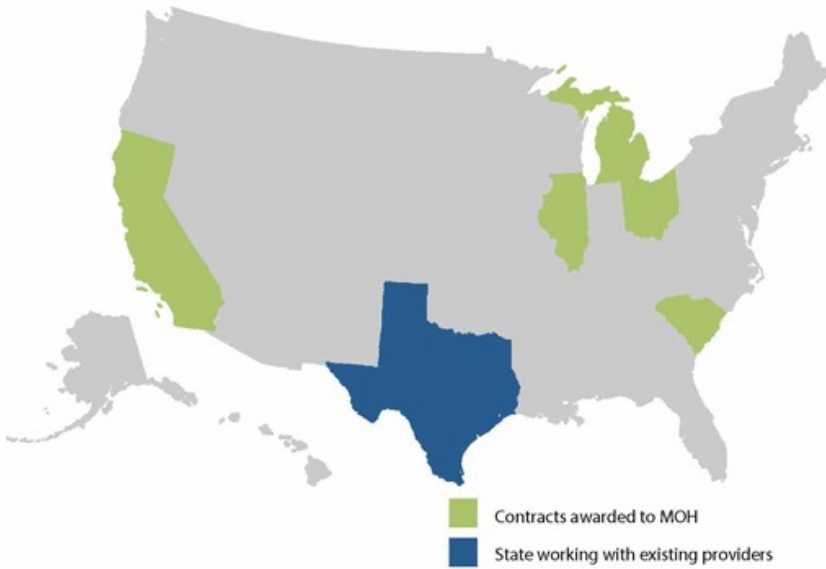 Contracts awarded to MOH
State working with existing providers